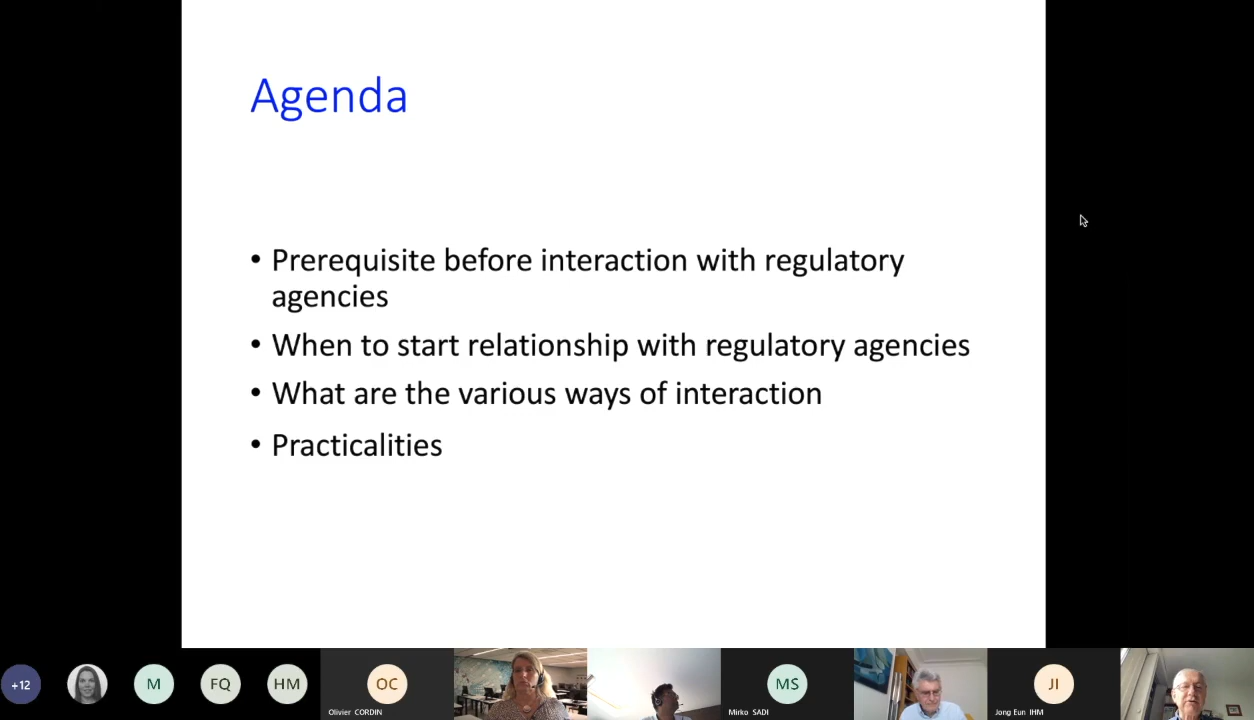 Agenda
• Prerequisite before interaction with regulatory
agencies
• When to start relationship with regulatory agencies
• What are the various ways of interaction
• Practicalities
+12
M
FQ
HM
OC
Olivier CORDIN
MS
Mirko SADI
JI
Jong Eun IHM